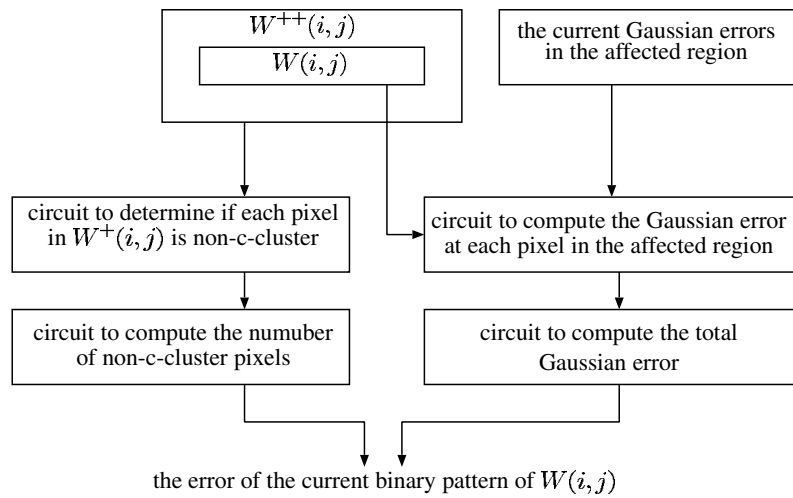 W⁺⁺(i, j)
W(i, j)
the current Gaussian errors
in the affected region
circuit to determine if each pixel
in W⁺(i, j) is non-c-cluster
circuit to compute the Gaussian error
at each pixel in the affected region
circuit to compute the numuber
of non-c-cluster pixels
circuit to compute the total
Gaussian error
the error of the current binary pattern of W(i, j)